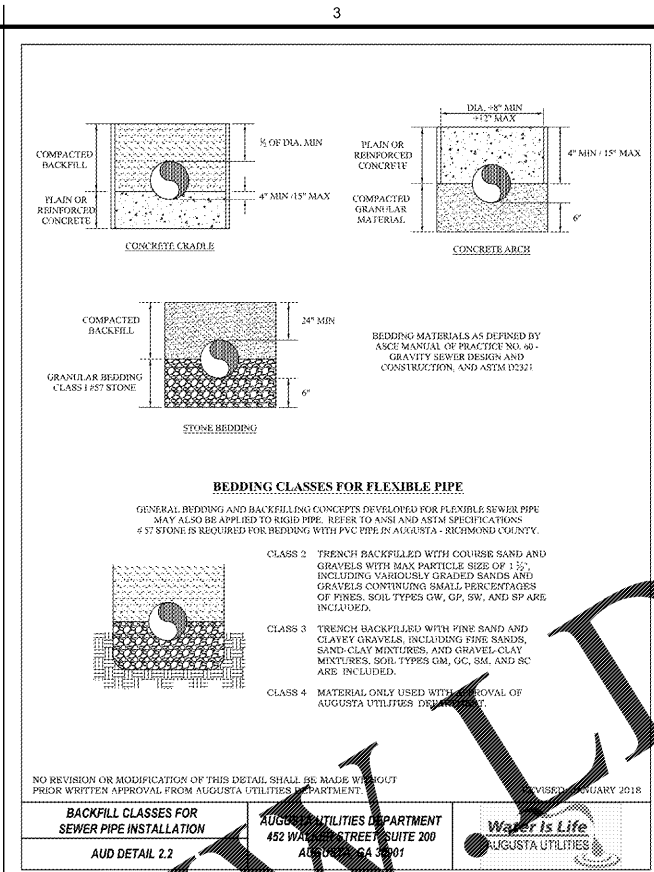 3
DIA. +8" MIN
+12" MAX
COMPACTED
BACKFILL
½ OF DIA. MIN
PLAIN OR
REINFORCED
CONCRETE
4" MIN /15" MAX
CONCRETE CRADLE
PLAIN OR
REINFORCED
CONCRETE
4" MIN / 15" MAX
COMPACTED
GRANULAR
MATERIAL
6"
CONCRETE ARCH
COMPACTED
BACKFILL
24" MIN
GRANULAR BEDDING
CLASS I #57 STONE
6"
STONE BEDDING
BEDDING MATERIALS AS DEFINED BY
ASCE MANUAL OF PRACTICE NO. 60 -
GRAVITY SEWER DESIGN AND
CONSTRUCTION, AND ASTM D2321
BEDDING CLASSES FOR FLEXIBLE PIPE
GENERAL BEDDING AND BACKFILLING CONCEPTS DEVELOPED FOR FLEXIBLE SEWER PIPE
MAY ALSO BE APPLIED TO RIGID PIPE. REFER TO ANSI AND ASTM SPECIFICATIONS
# 57 STONE IS REQUIRED FOR BEDDING WITH PVC PIPE IN AUGUSTA - RICHMOND COUNTY.
CLASS 2 TRENCH BACKFILLED WITH COURSE SAND AND
GRAVELS WITH MAX PARTICLE SIZE OF 1 ½",
INCLUDING VARIOUSLY GRADED SANDS AND
GRAVELS CONTINUING SMALL PERCENTAGES
OF FINES. SOIL TYPES GW, GP, SW, AND SP ARE
INCLUDED.
CLASS 3 TRENCH BACKFILLED WITH FINE SAND AND
CLAYEY GRAVELS, INCLUDING FINE SANDS,
SAND-CLAY MIXTURES, AND GRAVEL-CLAY
MIXTURES. SOIL TYPES GM, GC, SM, AND SC
ARE INCLUDED.
CLASS 4 MATERIAL ONLY USED WITH APPROVAL OF
AUGUSTA UTILITIES DEPARTMENT.
NO REVISION OR MODIFICATION OF THIS DETAIL SHALL BE MADE WITHOUT
PRIOR WRITTEN APPROVAL FROM AUGUSTA UTILITIES DEPARTMENT.
REVISED JANUARY 2018
BACKFILL CLASSES FOR
SEWER PIPE INSTALLATION
AUD DETAIL 2.2
AUGUSTA UTILITIES DEPARTMENT
452 WALKER STREET, SUITE 200
AUGUSTA, GA 30901
Water Is Life
AUGUSTA UTILITIES